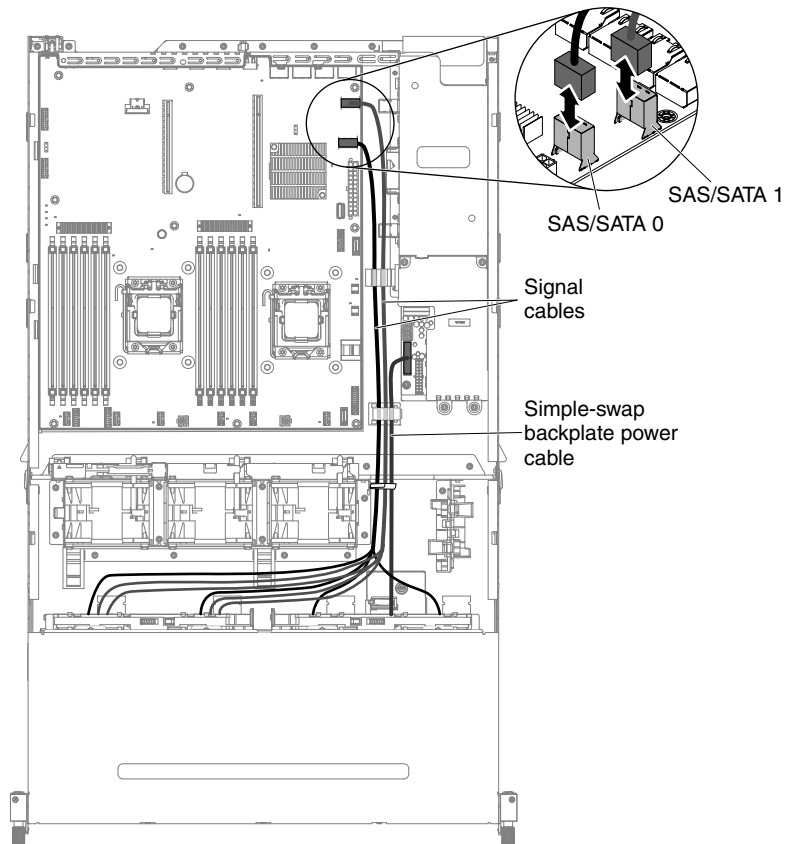 SAS/SATA 1
SAS/SATA 0
Signal
cables
Simple-swap
backplate power
cable